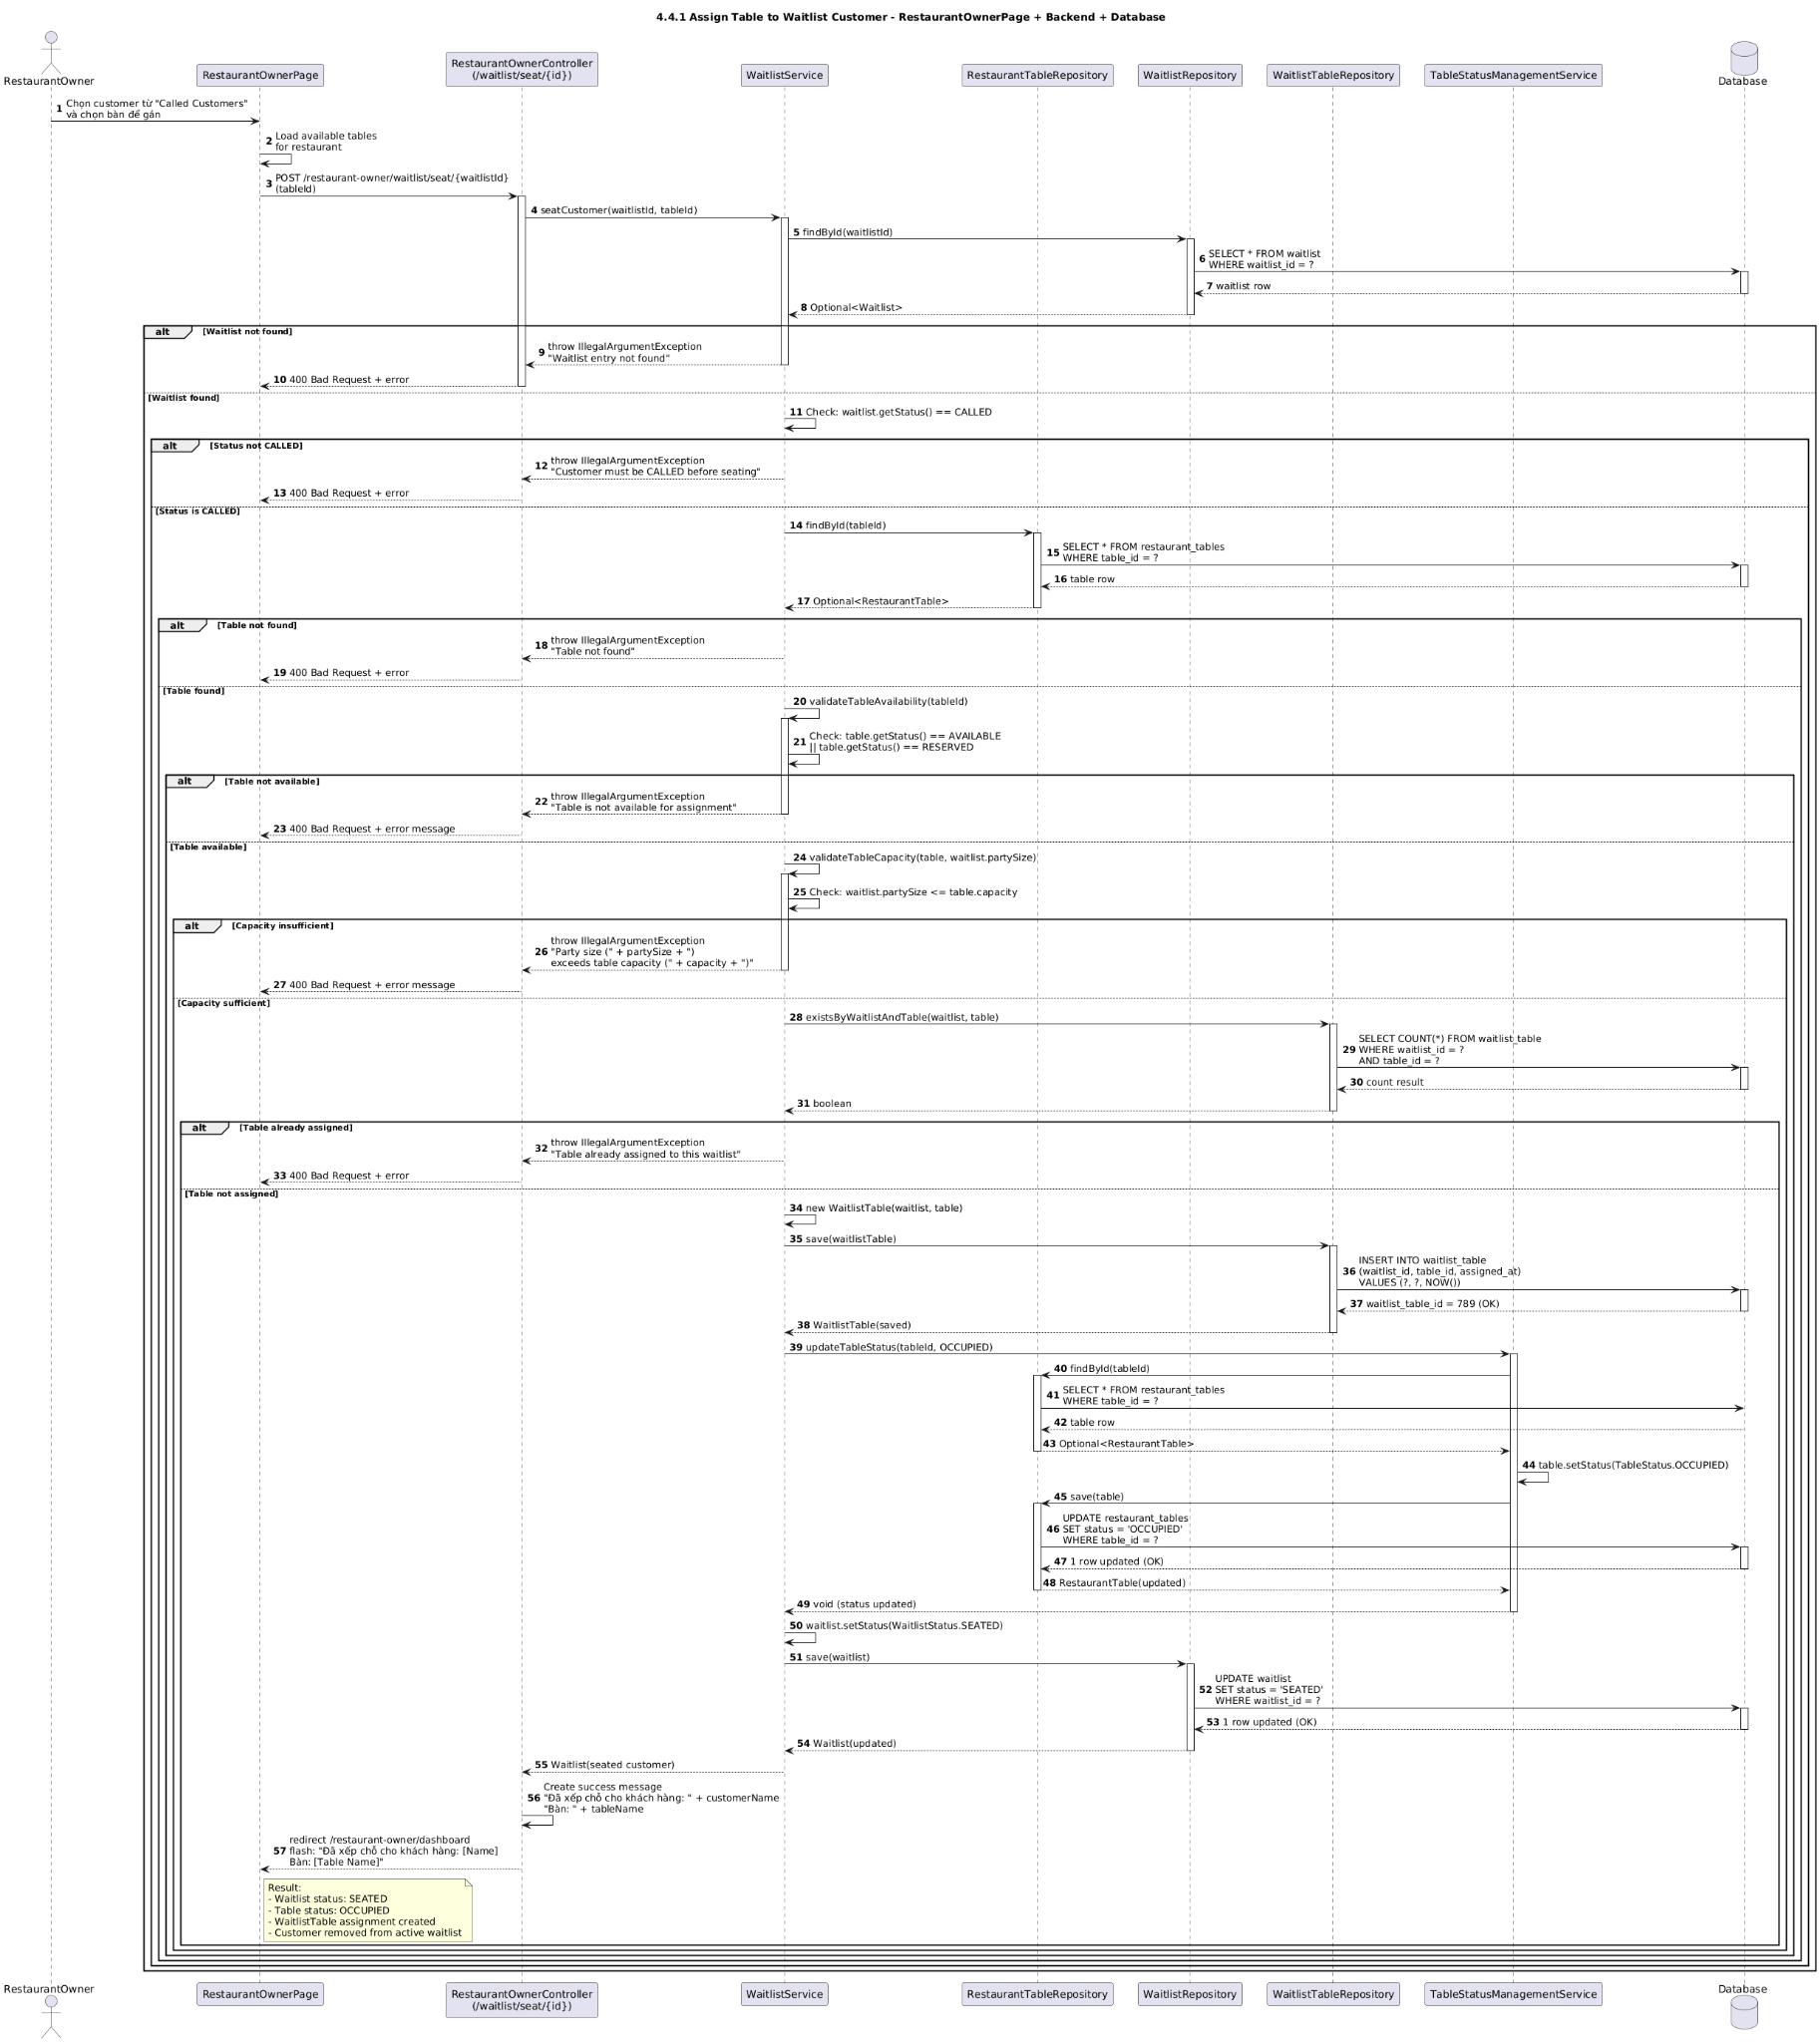 4.4.1 Assign Table to Waitlist Customer - RestaurantOwnerPage + Backend + Database
RestaurantOwner
RestaurantOwnerPage
RestaurantOwnerController
(/waitlist/seat/{id})
WaitlistService
RestaurantTableRepository
WaitlistRepository
WaitlistTableRepository
TableStatusManagementService
Database
1 Chọn customer từ "Called Customers"
và chọn bàn để gán
2 Load available tables
for restaurant
3 POST /restaurant-owner/waitlist/seat/{waitlistId}
(tableId)
4 seatCustomer(waitlistId, tableId)
5 findById(waitlistId)
6 SELECT * FROM waitlist
WHERE waitlist_id = ?
7 waitlist row
8 Optional<Waitlist>
alt [Waitlist not found]
9 throw IllegalArgumentException
"Waitlist entry not found"
10 400 Bad Request + error
[Waitlist found]
11 Check: waitlist.getStatus() == CALLED
alt [Status not CALLED]
12 throw IllegalArgumentException
"Customer must be CALLED before seating"
13 400 Bad Request + error
[Status is CALLED]
14 findById(tableId)
15 SELECT * FROM restaurant_tables
WHERE table_id = ?
16 table row
17 Optional<RestaurantTable>
alt [Table not found]
18 throw IllegalArgumentException
"Table not found"
19 400 Bad Request + error
[Table found]
20 validateTableAvailability(tableId)
21 Check: table.getStatus() == AVAILABLE
|| table.getStatus() == RESERVED
alt [Table not available]
22 throw IllegalArgumentException
"Table is not available for assignment"
23 400 Bad Request + error message
[Table available]
24 validateTableCapacity(table, waitlist.partySize)
25 Check: waitlist.partySize <= table.capacity
alt [Capacity insufficient]
26 throw IllegalArgumentException
"Party size (" + partySize + ")
exceeds table capacity (" + capacity + ")"
27 400 Bad Request + error message
[Capacity sufficient]
28 existsByWaitlistAndTable(waitlist, table)
29 SELECT COUNT(*) FROM waitlist_table
WHERE waitlist_id = ?
AND table_id = ?
30 count result
31 boolean
alt [Table already assigned]
32 throw IllegalArgumentException
"Table already assigned to this waitlist"
33 400 Bad Request + error
[Table not assigned]
34 new WaitlistTable(waitlist, table)
35 save(waitlistTable)
36 INSERT INTO waitlist_table
(waitlist_id, table_id, assigned_at)
VALUES (?, ?, NOW())
37 waitlist_table_id = 789 (OK)
38 WaitlistTable(saved)
39 updateTableStatus(tableId, OCCUPIED)
40 findById(tableId)
41 SELECT * FROM restaurant_tables
WHERE table_id = ?
42 table row
43 Optional<RestaurantTable>
44 table.setStatus(TableStatus.OCCUPIED)
45 save(table)
46 UPDATE restaurant_tables
SET status = 'OCCUPIED'
WHERE table_id = ?
47 1 row updated (OK)
48 RestaurantTable(updated)
49 void (status updated)
50 waitlist.setStatus(WaitlistStatus.SEATED)
51 save(waitlist)
52 UPDATE waitlist
SET status = 'SEATED'
WHERE waitlist_id = ?
53 1 row updated (OK)
54 Waitlist(updated)
55 Waitlist(seated customer)
56 Create success message
"Đã xếp chỗ cho khách hàng: " + customerName
"Bàn: " + tableName
57 redirect /restaurant-owner/dashboard
flash: "Đã xếp chỗ cho khách hàng: [Name]
Bàn: [Table Name]"
Result:
- Waitlist status: SEATED
- Table status: OCCUPIED
- WaitlistTable assignment created
- Customer removed from active waitlist
RestaurantOwner
RestaurantOwnerPage
RestaurantOwnerController
(/waitlist/seat/{id})
WaitlistService
RestaurantTableRepository
WaitlistRepository
WaitlistTableRepository
TableStatusManagementService
Database